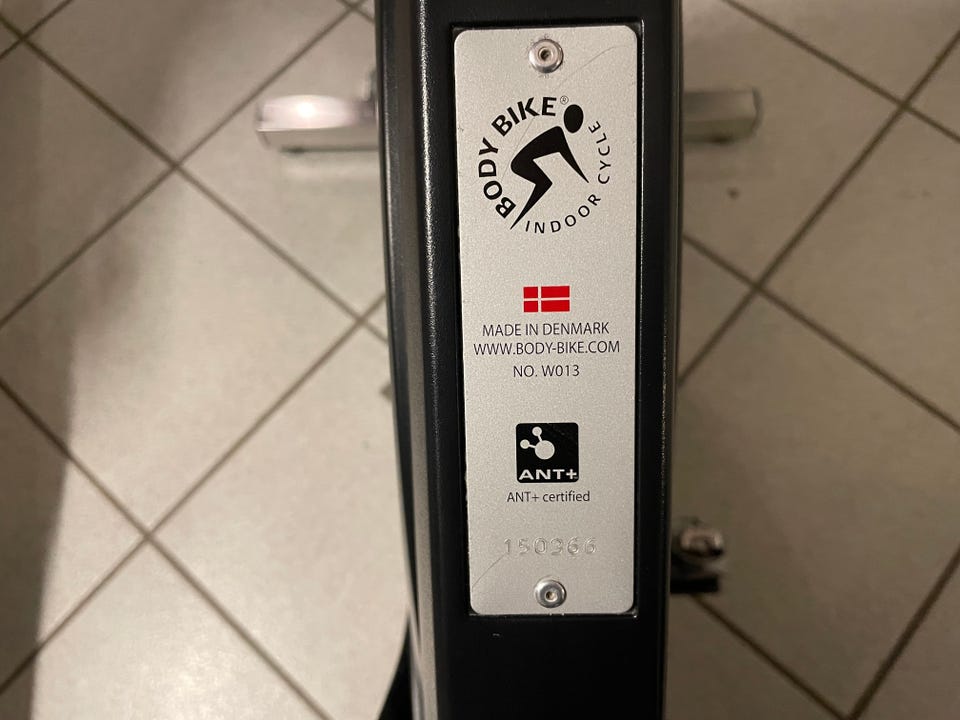 BODY BIKE®
INDOOR CYCLE
MADE IN DENMARK
WWW.BODY-BIKE.COM
NO. W013
ANT+
ANT+ certified
150966